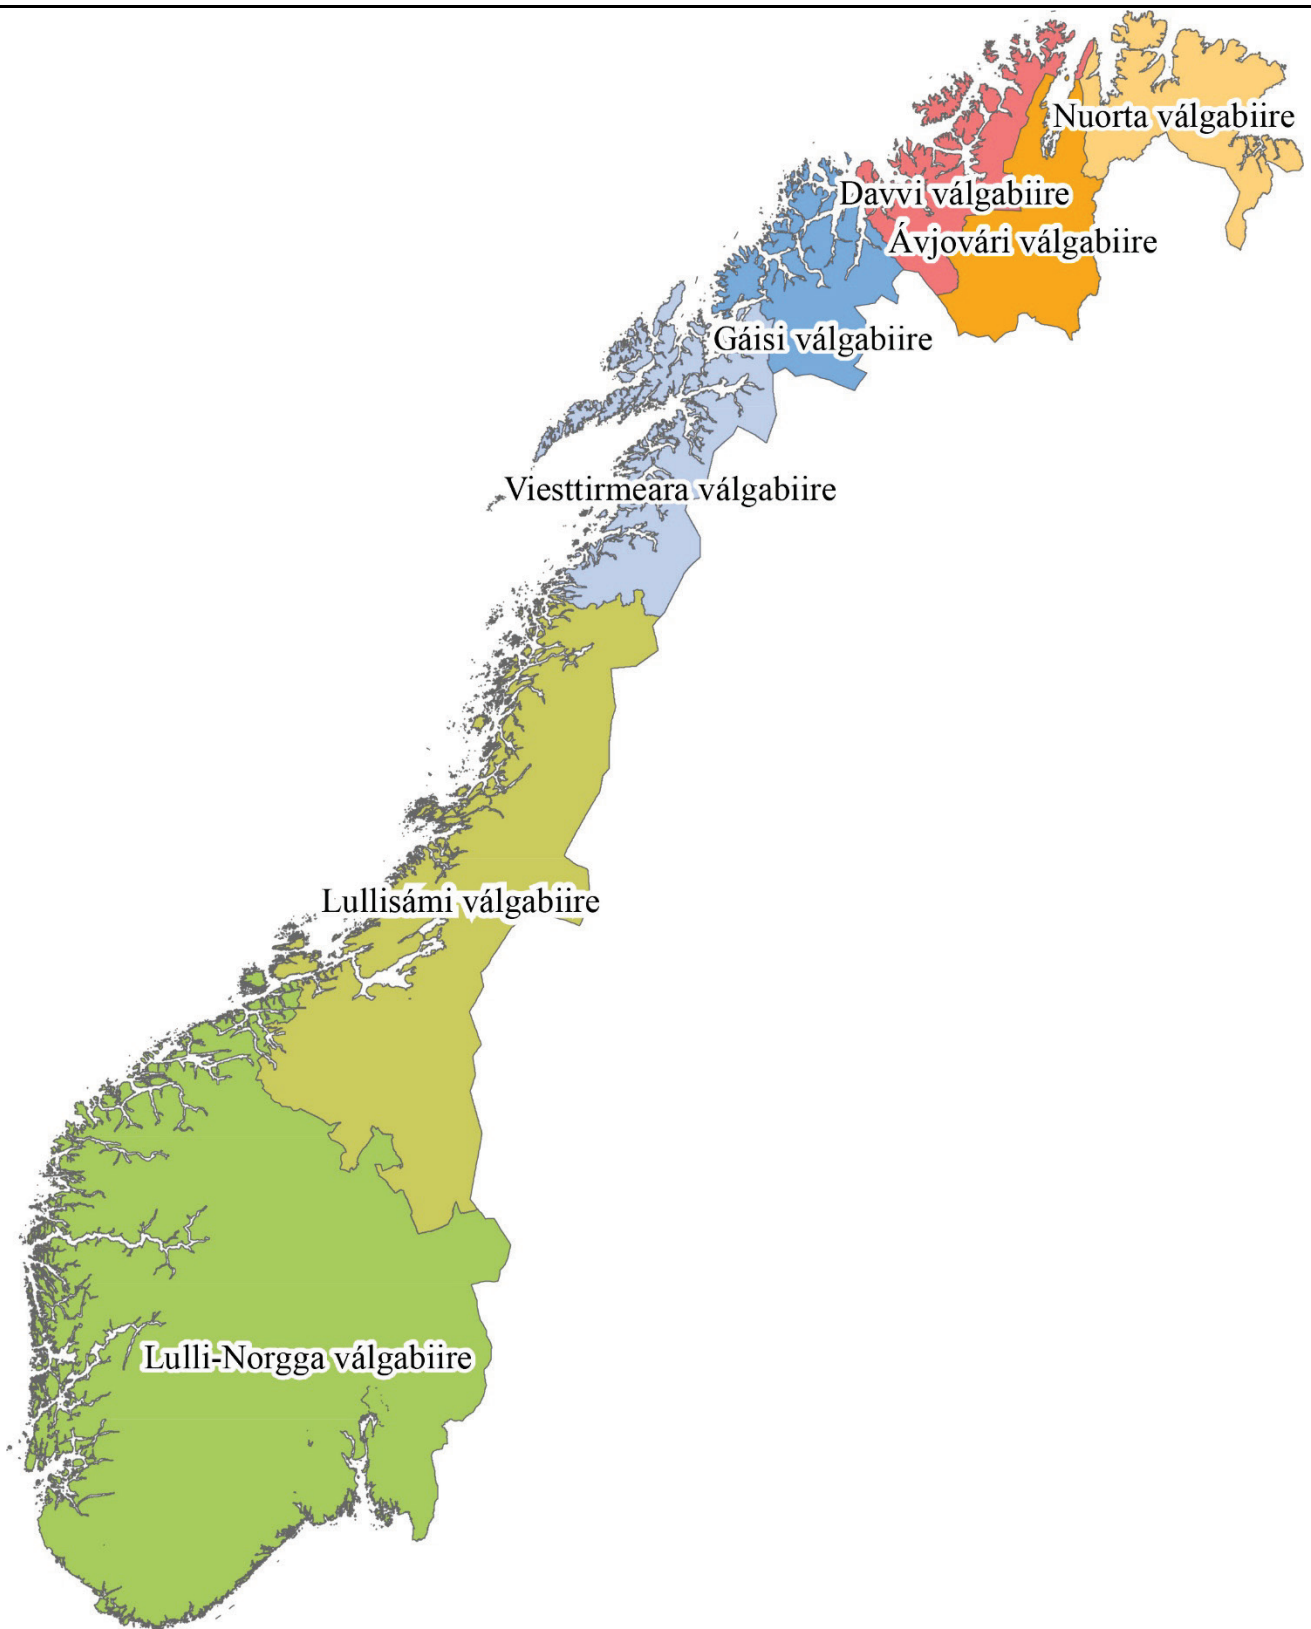 Nuorta válgabiire
Davvi válgabiire
Ávjovári válgabiire
Gáisi válgabiire
Viesttirmeara válgabiire
Lullisámi válgabiire
Lulli-Norgga válgabiire